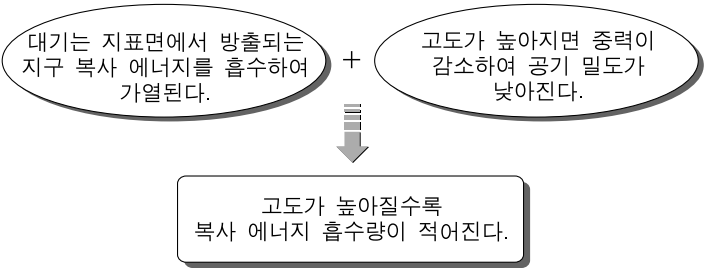 대기는 지표면에서 방출되는
지구 복사 에너지를 흡수하여
가열된다.
+
고도가 높아지면 중력이
감소하여 공기 밀도가
낮아진다.
고도가 높아질수록
복사 에너지 흡수량이 적어진다.